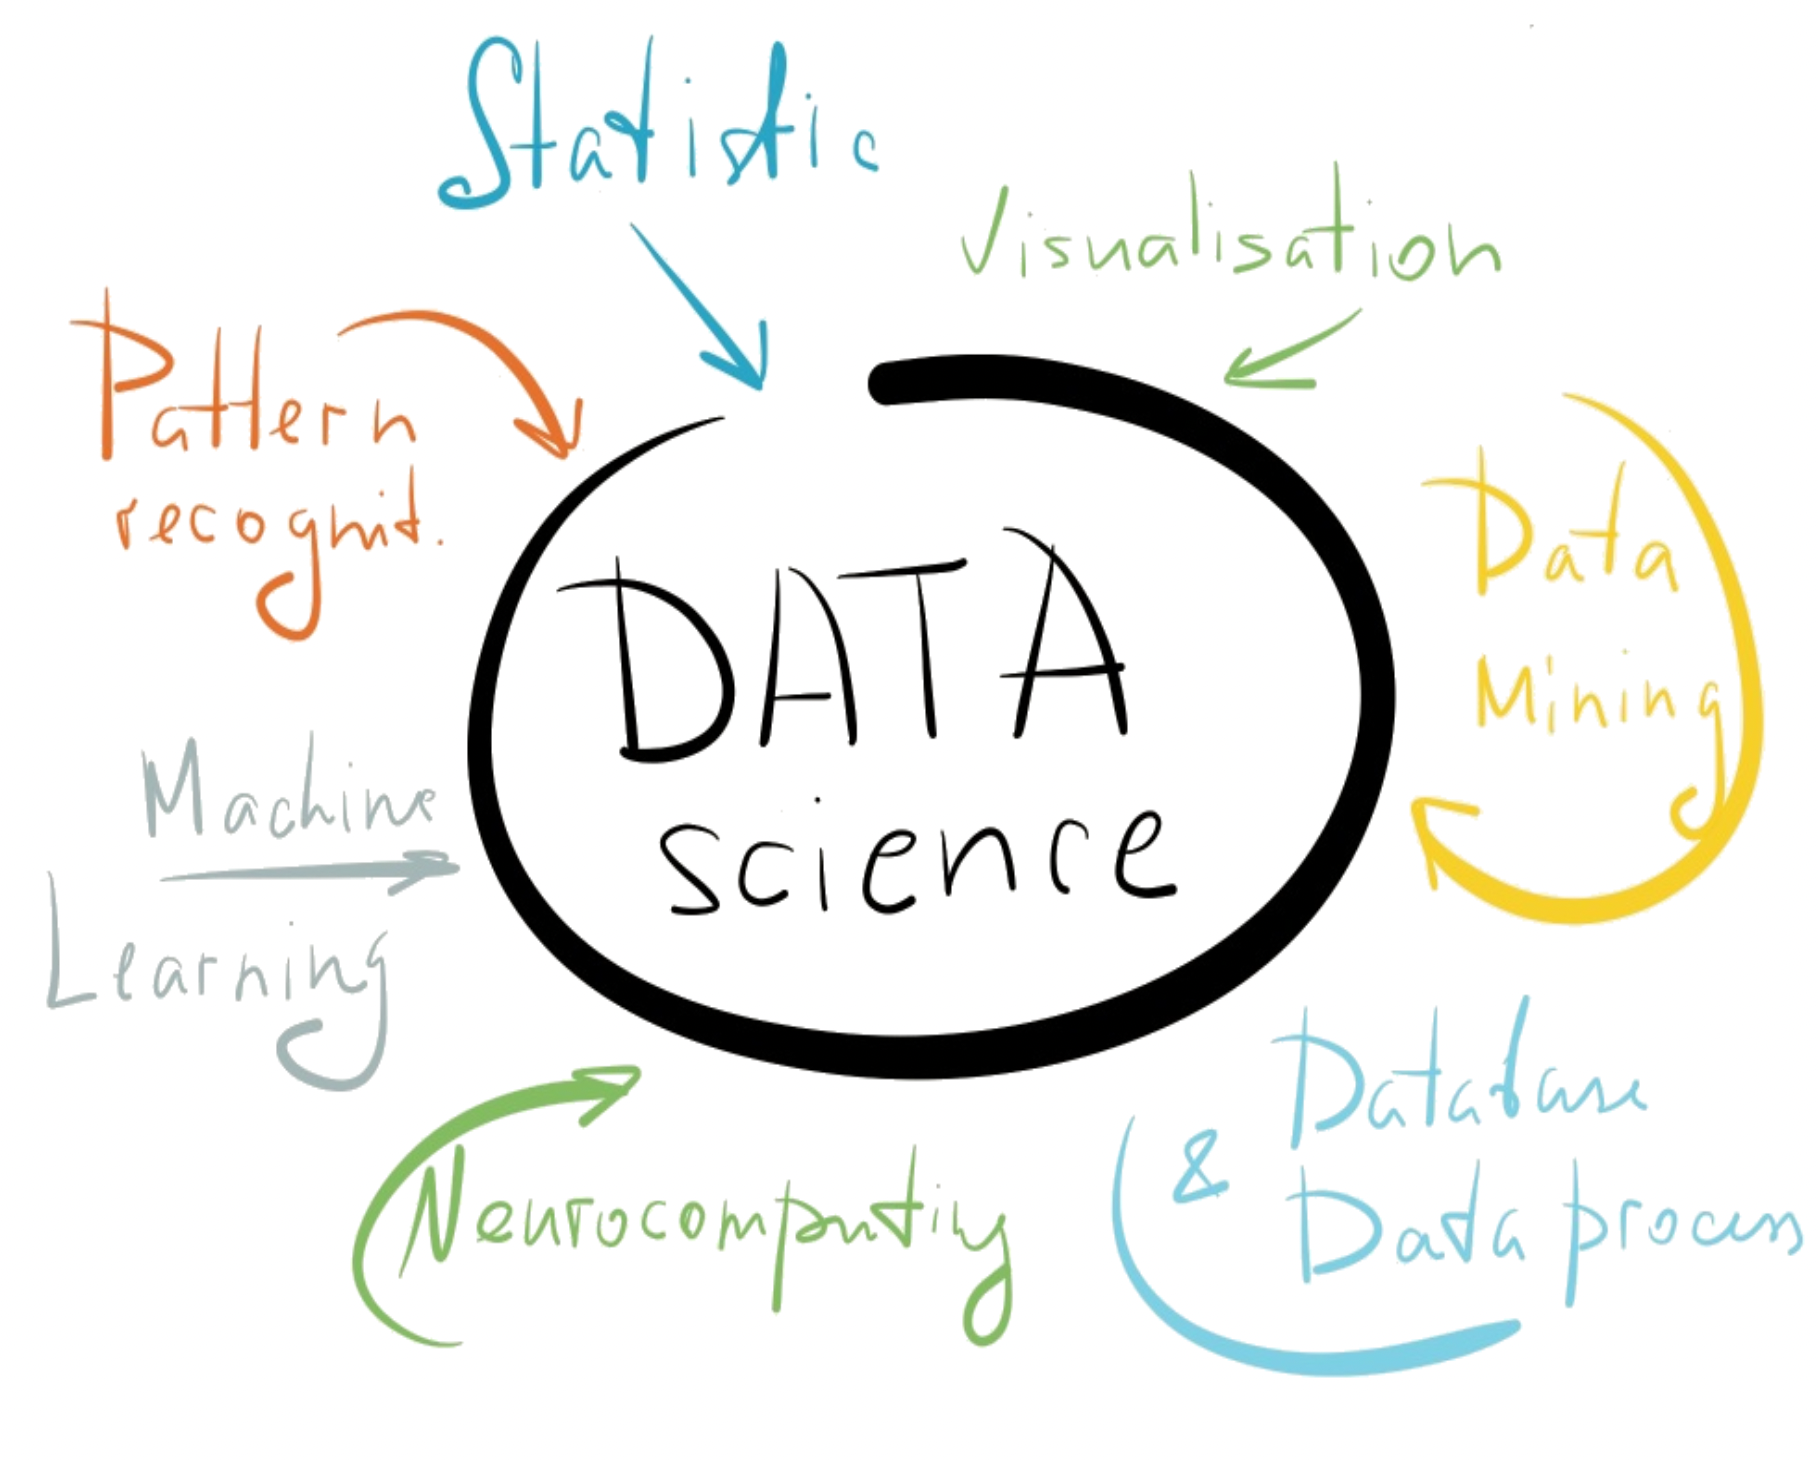 Statistic
Visualisation
Pattern
recognit.
Data
Mining
DATA
science
Machine
Learning
Neurocomputing
Database
&
Data process